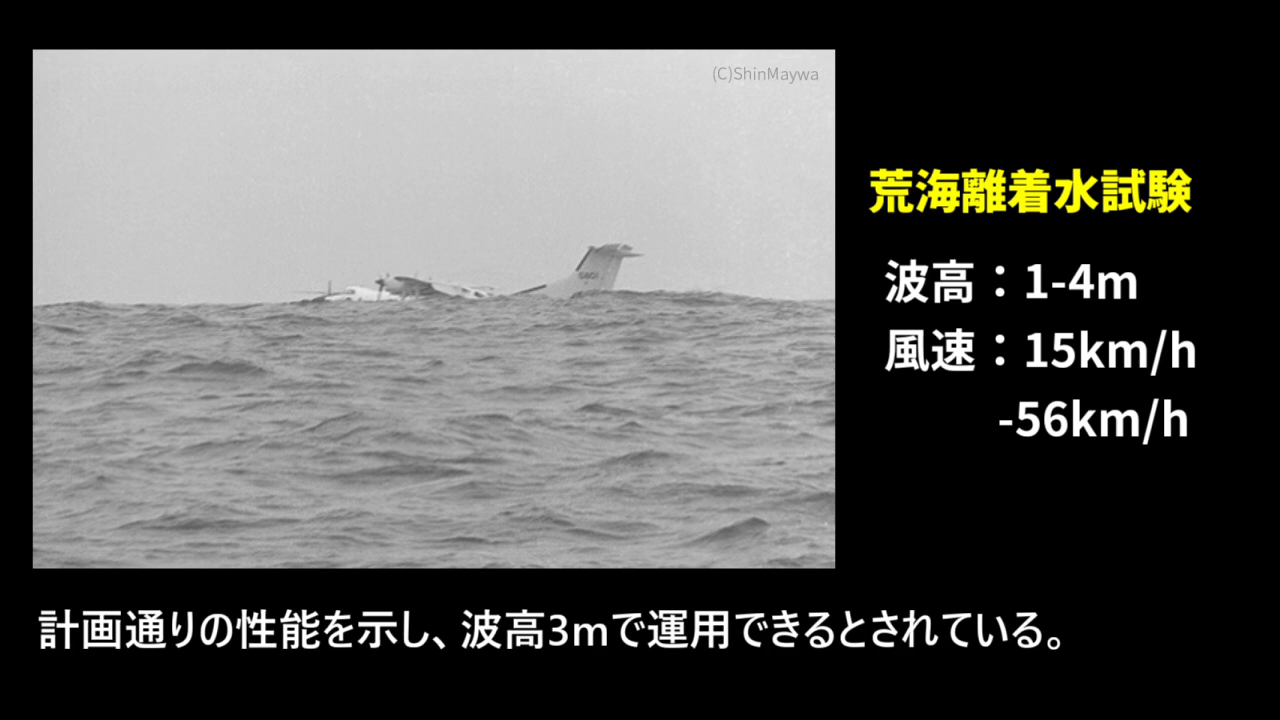 (C)ShinMaywa
5801
荒海離着水試験
波高：1-4m
風速：15km/h
-56km/h
計画通りの性能を示し、波高3mで運用できるとされている。